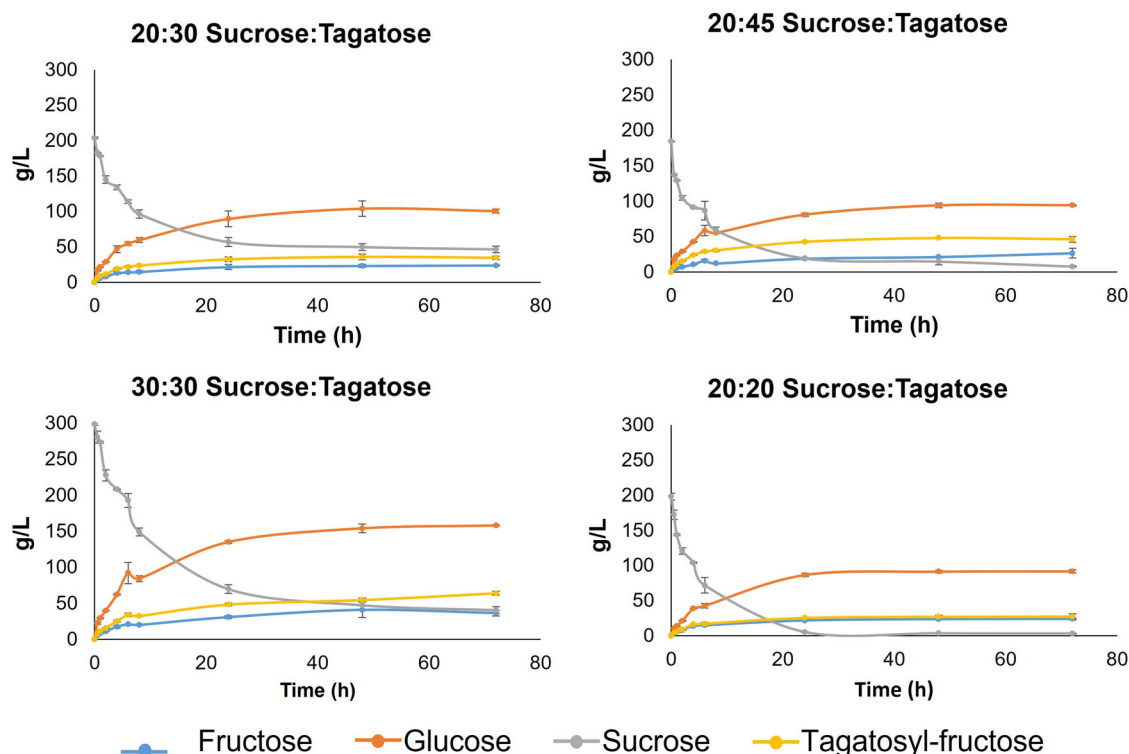 20:30 Sucrose:Tagatose
300
250
200
150
100
50
0
g/L
0 20 40 60 80
Time (h)
20:45 Sucrose:Tagatose
300
250
200
150
100
50
0
g/L
0 20 40 60 80
Time (h)
30:30 Sucrose:Tagatose
300
250
200
150
100
50
0
g/L
0 20 40 60 80
Time (h)
20:20 Sucrose:Tagatose
300
250
200
150
100
50
0
g/L
0 20 40 60 80
Time (h)
Fructose Glucose Sucrose Tagatosyl-fructose